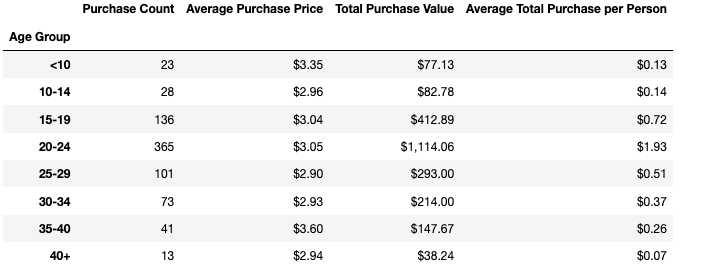 Purchase Count Average Purchase Price Total Purchase Value Average Total Purchase per Person
Age Group
<10 23 $3.35 $77.13 $0.13
10-14 28 $2.96 $82.78 $0.14
15-19 136 $3.04 $412.89 $0.72
20-24 365 $3.05 $1,114.06 $1.93
25-29 101 $2.90 $293.00 $0.51
30-34 73 $2.93 $214.00 $0.37
35-40 41 $3.60 $147.67 $0.26
40+ 13 $2.94 $38.24 $0.07